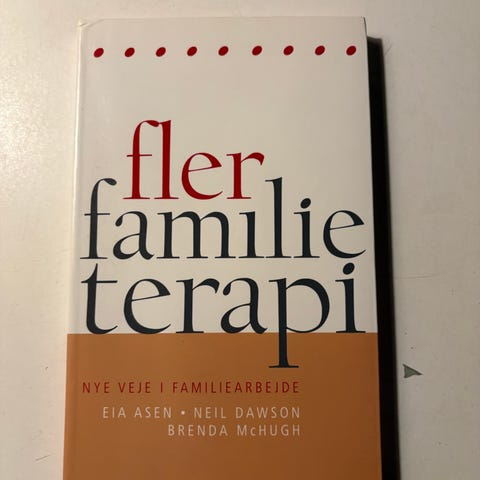 fler
familie
terapi
NYE VEJE I FAMILIEARBEJDE
EIA ASEN • NEIL DAWSON
BRENDA McHUGH